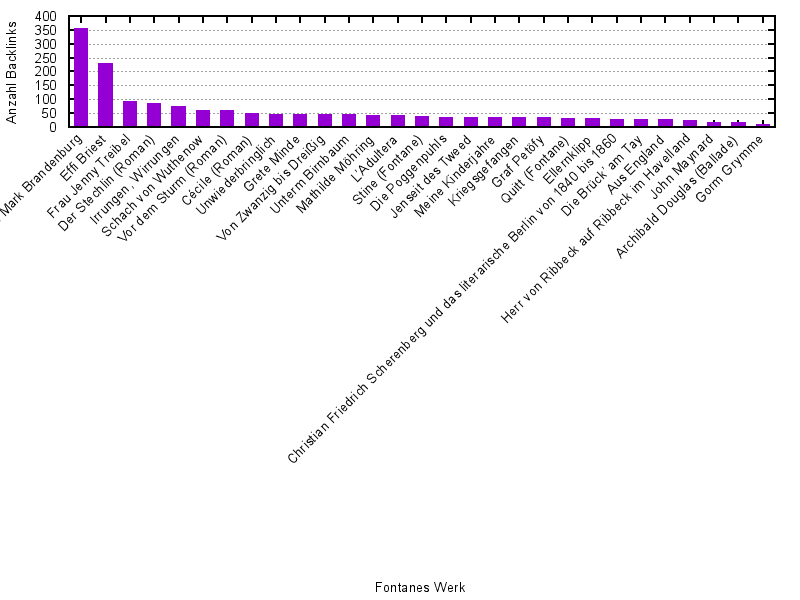 400
350
300
250
200
150
100
50
0
Anzahl Backlinks
Mark Brandenburg
Effi Briest
Frau Jenny Treibel
Der Stechlin (Roman)
Irrungen, Wirrungen
Schach von Wuthenow
Vor dem Sturm (Roman)
Cécile (Roman)
Unwiederbringlich
Grete Minde
Von Zwanzig bis Dreißig
Unterm Birnbaum
Mathilde Möhring
L'Adultera
Stine (Fontane)
Die Poggenpuhls
Jenseit des Tweed
Meine Kinderjahre
Kriegsgefangen
Graf Petöfy
Quitt (Fontane)
Ellernklipp
Christian Friedrich Scherenberg und das literarische Berlin von 1840 bis 1860
Die Brück' am Tay
Aus England
Herr von Ribbeck auf Ribbeck im Havelland
John Maynard
Archibald Douglas (Ballade)
Gorm Grymme
Fontanes Werk